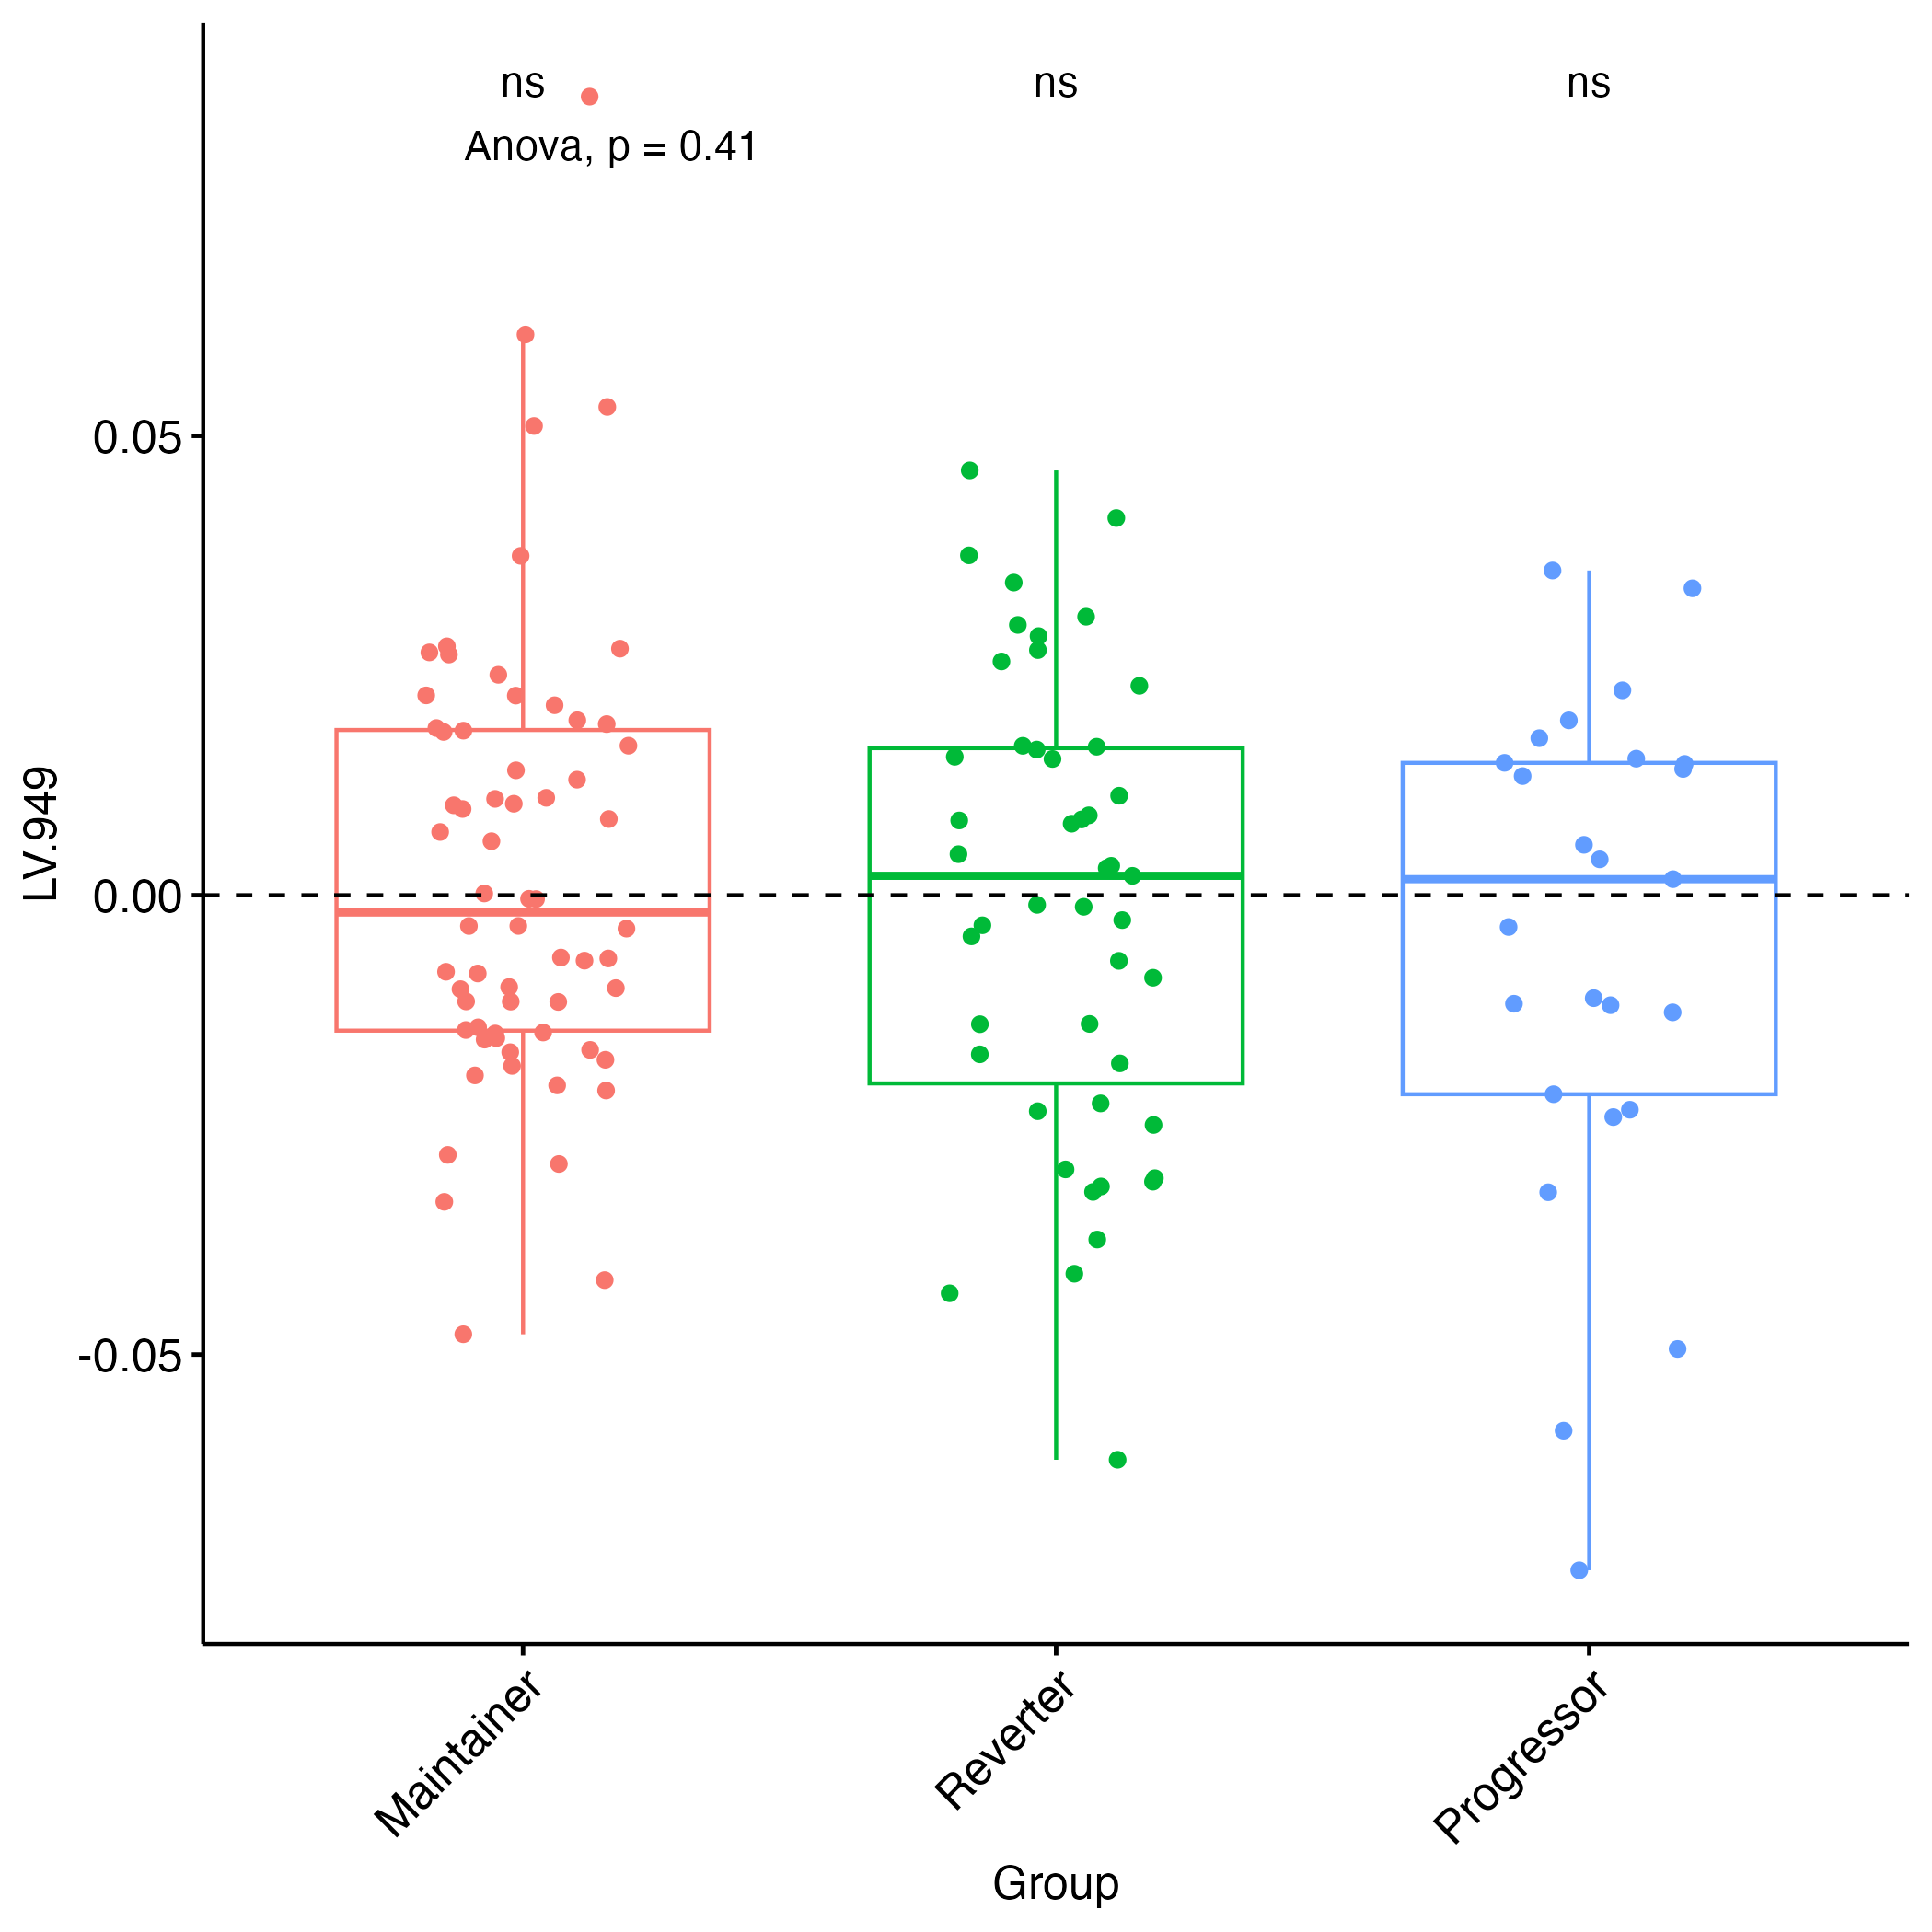 ns ns ns
Anova, p = 0.41
0.05
0.00
-0.05
LV.949
Maintainer Reverter Progressor
Group